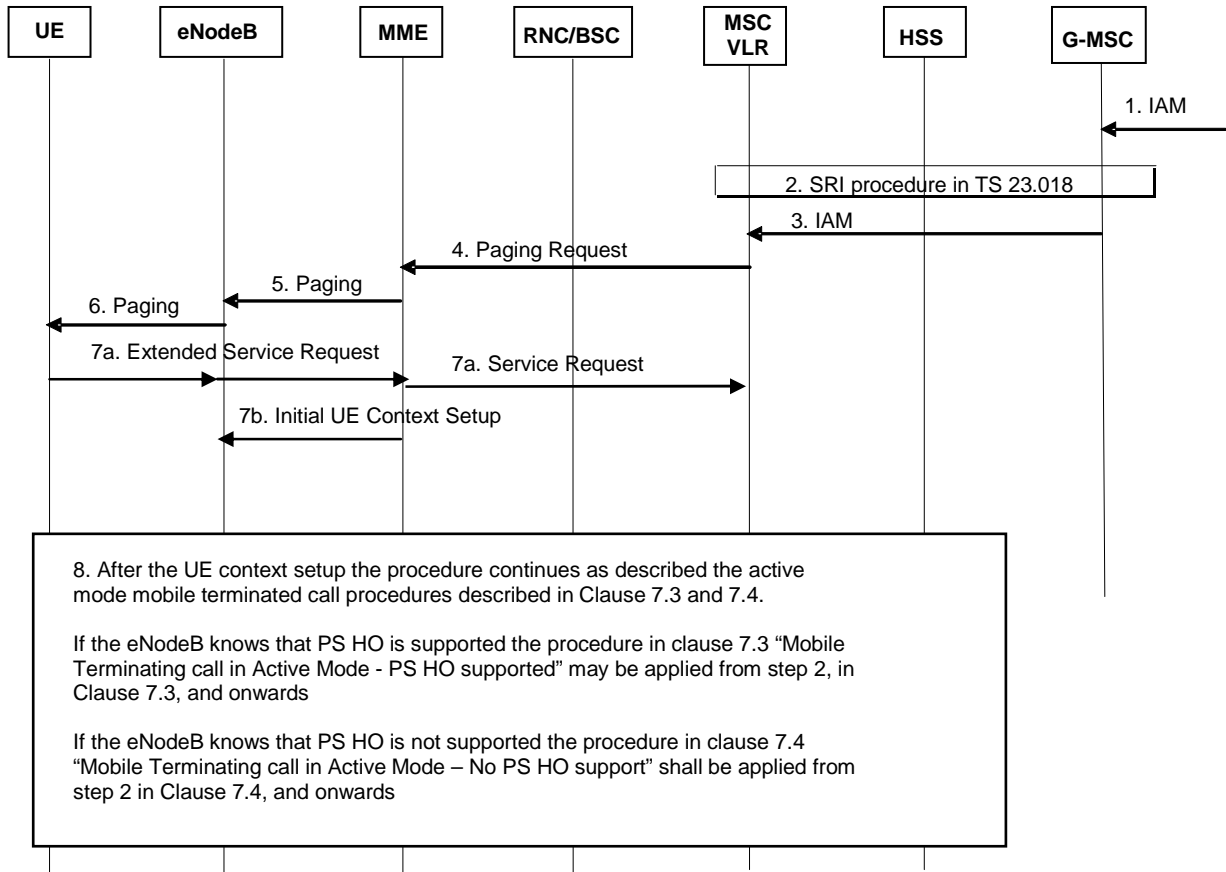 UE
eNodeB
MME
RNC/BSC
MSC
VLR
HSS
G-MSC
1. IAM
2. SRI procedure in TS 23.018
3. IAM
4. Paging Request
5. Paging
6. Paging
7a. Extended Service Request
7a. Service Request
7b. Initial UE Context Setup
8. After the UE context setup the procedure continues as described the active
mode mobile terminated call procedures described in Clause 7.3 and 7.4.
If the eNodeB knows that PS HO is supported the procedure in clause 7.3 “Mobile
Terminating call in Active Mode - PS HO supported” may be applied from step 2, in
Clause 7.3, and onwards
If the eNodeB knows that PS HO is not supported the procedure in clause 7.4
“Mobile Terminating call in Active Mode – No PS HO support” shall be applied from
step 2 in Clause 7.4, and onwards